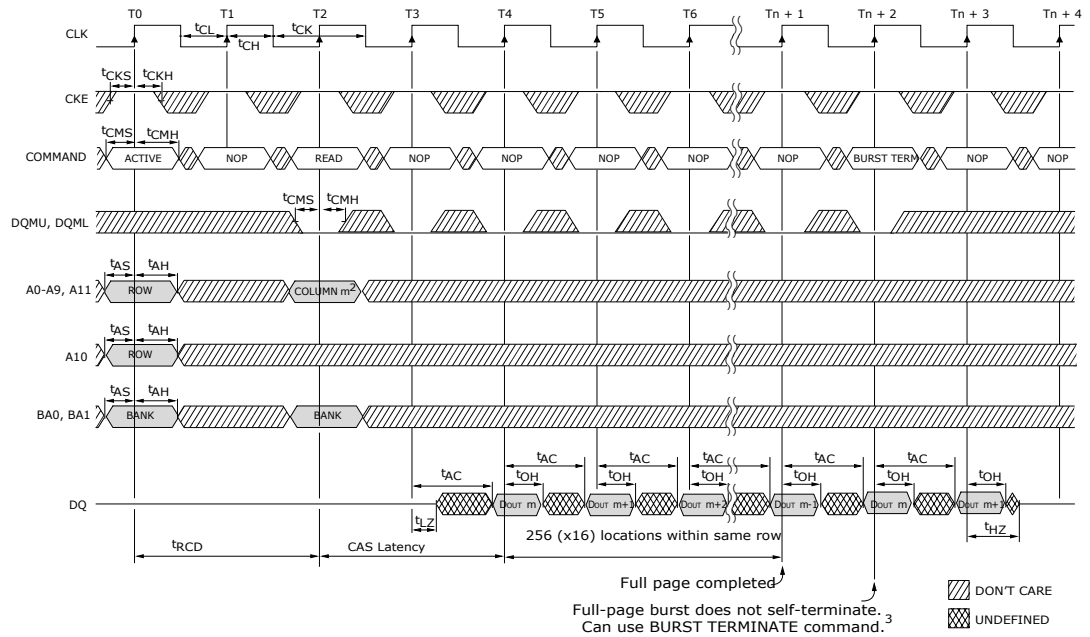 T0 T1 T2 T3 T4 T5 T6 Tn + 1 Tn + 2 Tn + 3 Tn + 4
CLK tCL tCH tCK
tCKS tCKH
CKE
tCMS tCMH
COMMAND ACTIVE NOP READ NOP NOP NOP NOP NOP BURST TERM NOP NOP
tCMS tCMH
DQMU, DQML
tAS tAH
A0-A9, A11 ROW COLUMN m2
tAS tAH
A10 ROW
tAS tAH
BA0, BA1 BANK BANK
tAC tAC tAC tAC tAC tAC
tOH tOH tOH tOH tOH tOH
DQ DOUT m DOUT m+1 DOUT m+2 DOUT m-1 DOUT m DOUT m+1
tLZ tHZ
256 (x16) locations within same row
tRCD CAS Latency
Full page completed
Full-page burst does not self-terminate.
Can use BURST TERMINATE command.3
DON'T CARE
UNDEFINED